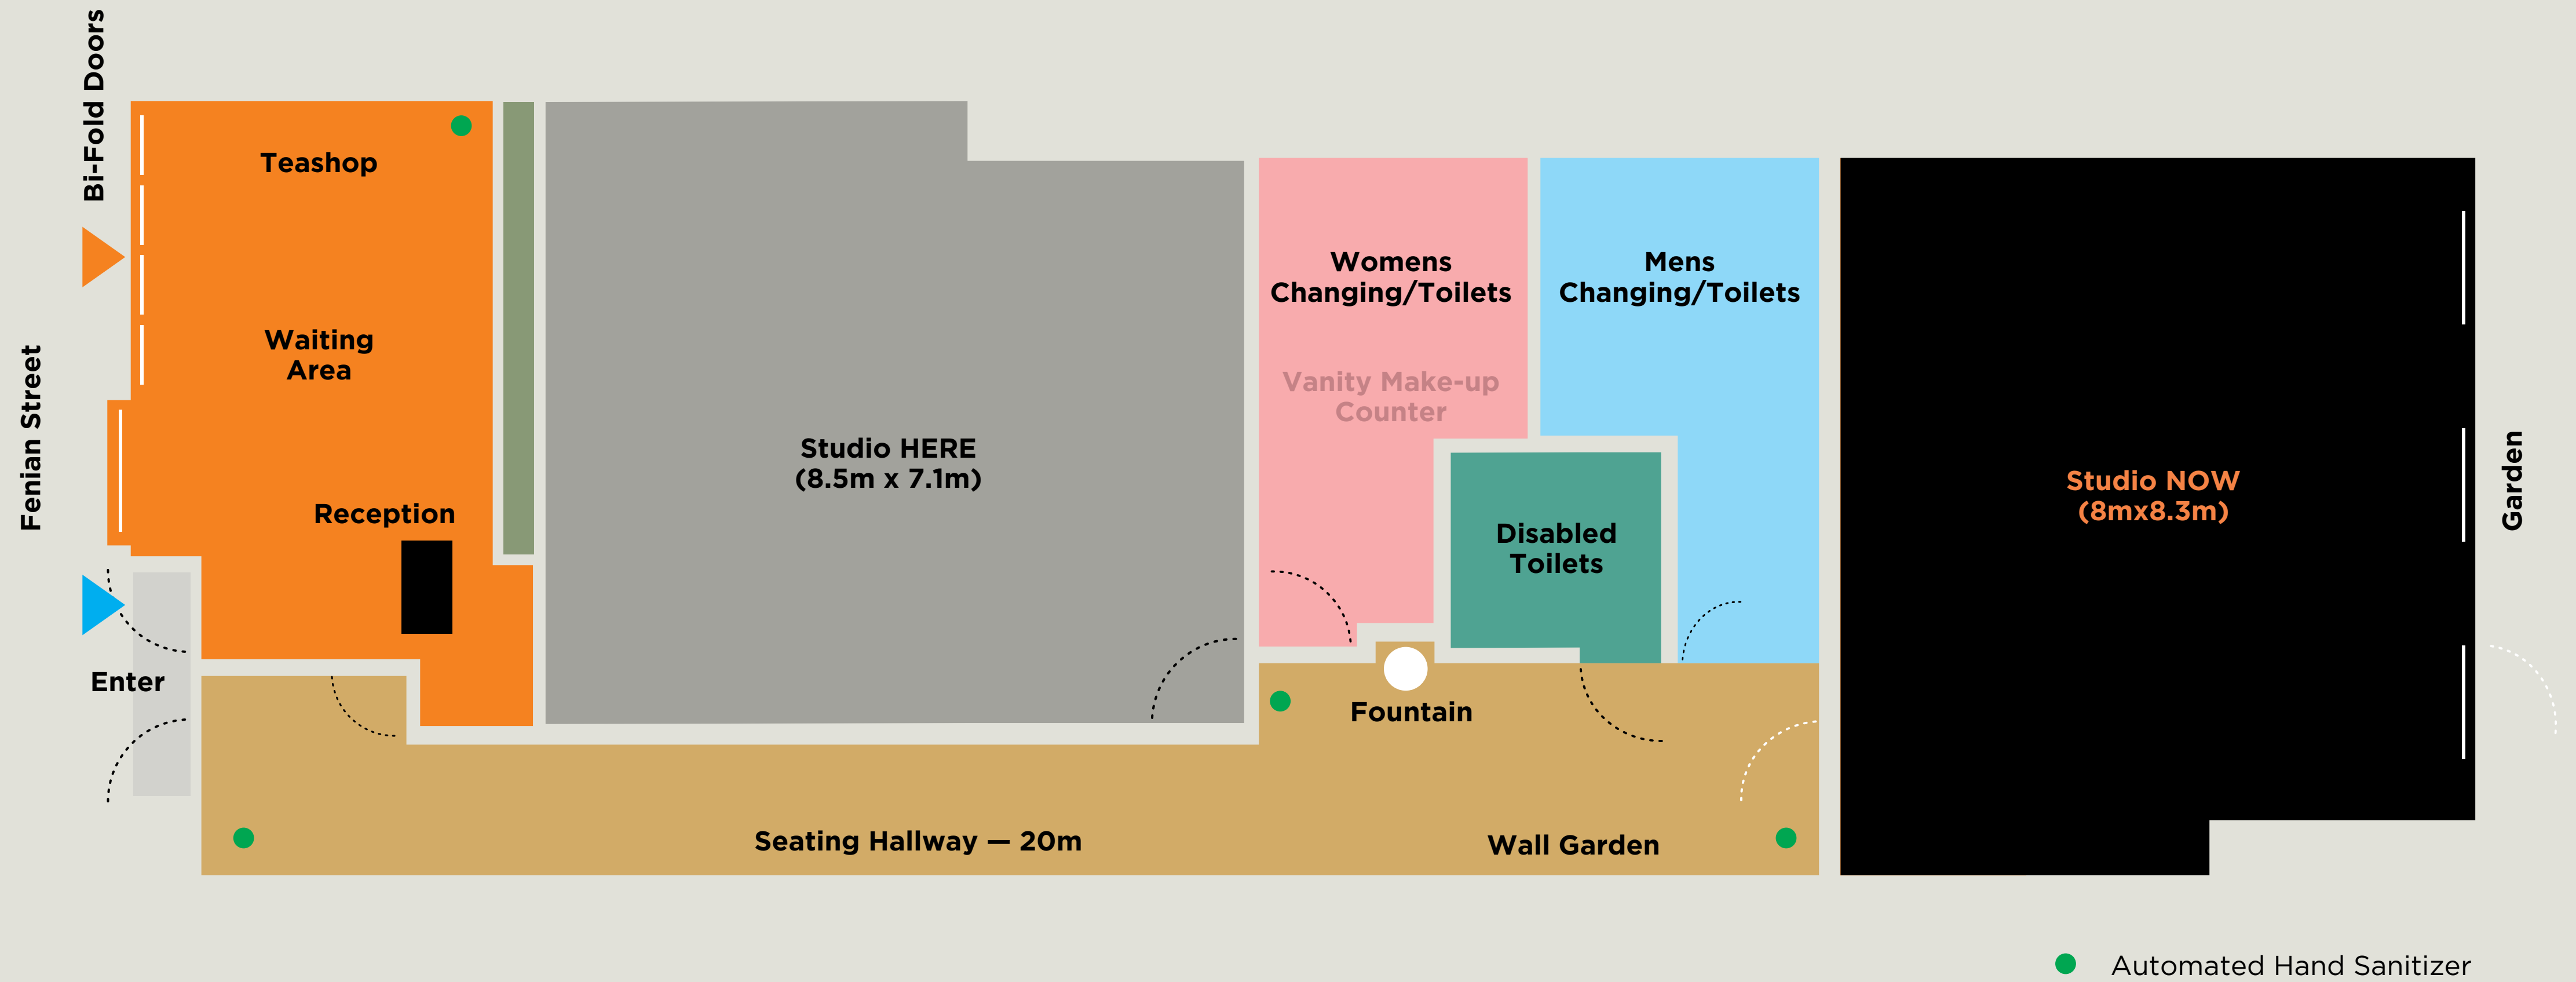 Bi-Fold Doors
Fenian Street
Teashop
Waiting
Area
Reception
Enter
Studio HERE
(8.5m x 7.1m)
Womens
Changing/Toilets
Vanity Make-up
Counter
Mens
Changing/Toilets
Disabled
Toilets
Fountain
Seating Hallway — 20m
Wall Garden
Studio NOW
(8mx8.3m)
Garden
Automated Hand Sanitizer